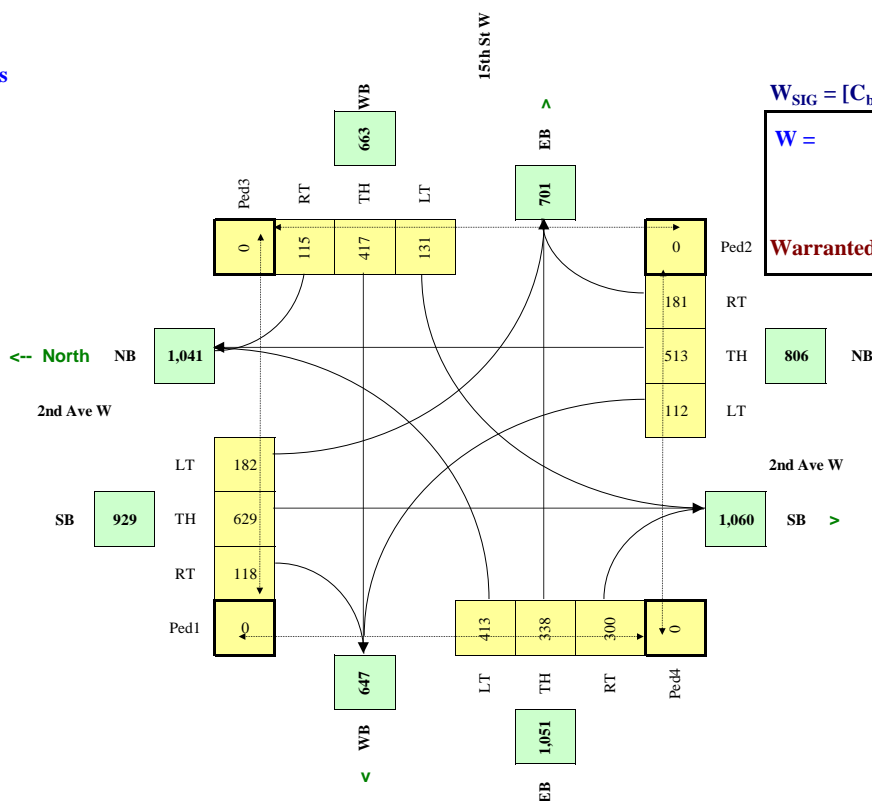 15th St W
s
W_SIG = [C_b
W =
Warranted
WB
663
^
EB
701
Ped3
RT
TH
LT
0
115
417
131
0
Ped2
181
RT
<-- North
NB
1,041
513
TH
806
NB
112
LT
2nd Ave W
2nd Ave W
LT
182
SB
929
TH
629
1,060
SB
>
RT
118
Ped1
0
413
338
300
0
647
LT
TH
RT
Ped4
WB
v
1,051
EB